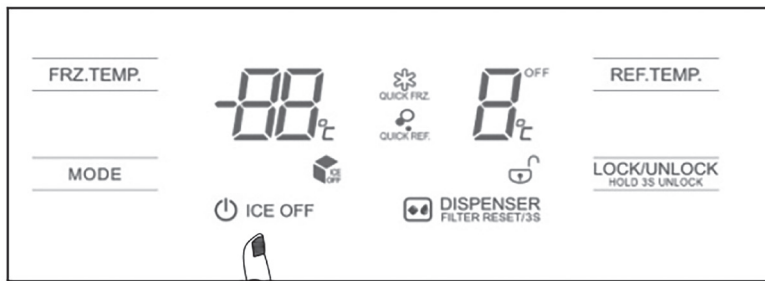 FRZ.TEMP.
-88°C
QUICK FRZ.
8°C
OFF
REF.TEMP.
QUICK REF.
MODE
ICE
OFF
LOCK/UNLOCK
HOLD 3S UNLOCK
ICE OFF
DISPENSER
FILTER RESET/3S